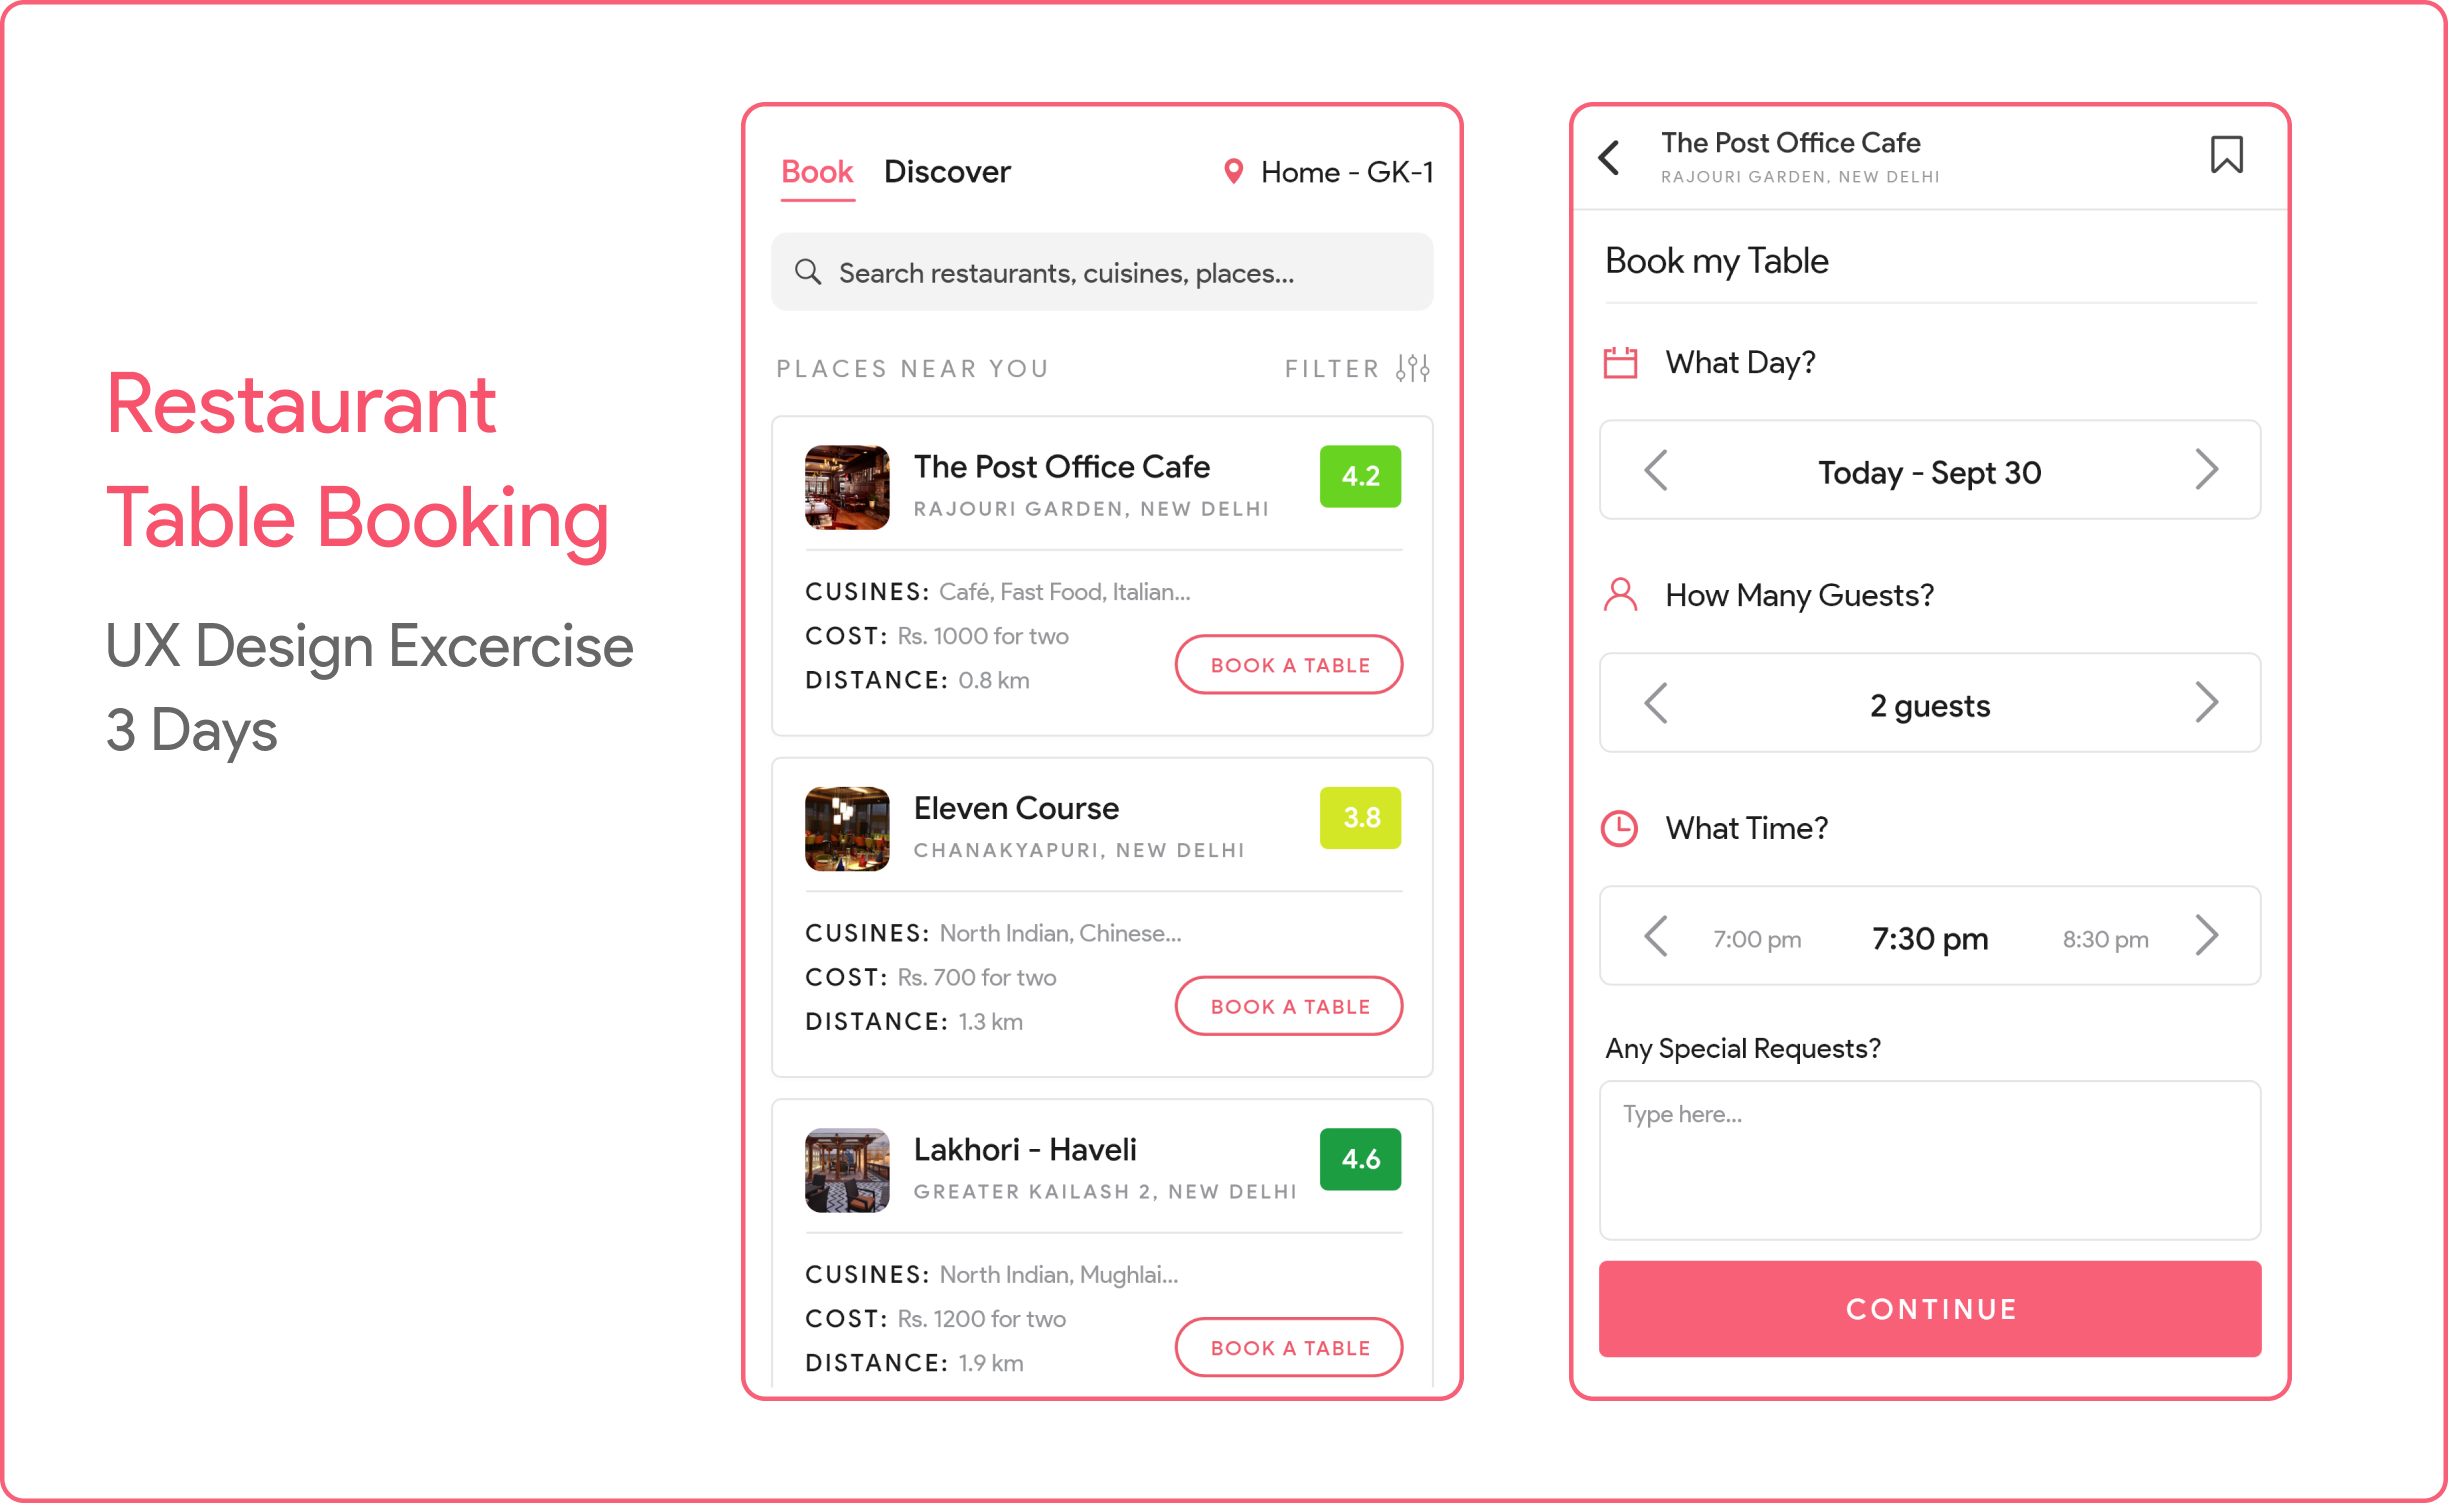 Restaurant
Table Booking
UX Design Excercise
3 Days
Book Discover Home - GK-1
Search restaurants, cuisines, places...
PLACES NEAR YOU FILTER
The Post Office Cafe 4.2
RAJOURI GARDEN, NEW DELHI
CUSINES: Café, Fast Food, Italian...
COST: Rs. 1000 for two
BOOK A TABLE
DISTANCE: 0.8 km
Eleven Course 3.8
CHANAKYAPURI, NEW DELHI
CUSINES: North Indian, Chinese...
COST: Rs. 700 for two
BOOK A TABLE
DISTANCE: 1.3 km
Lakhori - Haveli 4.6
GREATER KAILASH 2, NEW DELHI
CUSINES: North Indian, Mughlai...
COST: Rs. 1200 for two
BOOK A TABLE
DISTANCE: 1.9 km
The Post Office Cafe
RAJOURI GARDEN, NEW DELHI
Book my Table
What Day?
Today - Sept 30
How Many Guests?
2 guests
What Time?
7:00 pm 7:30 pm 8:30 pm
Any Special Requests?
Type here...
CONTINUE